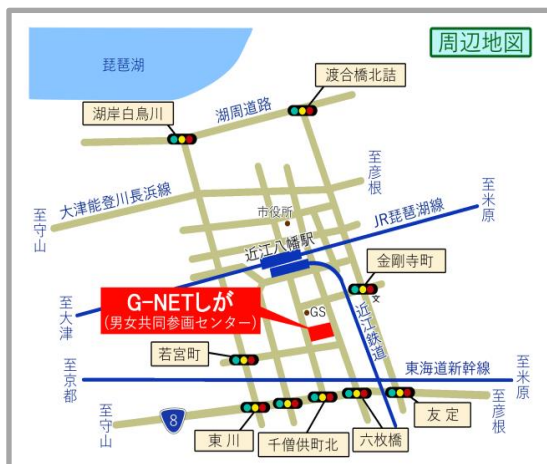 周辺地図
琵琶湖
渡合橋北詰
湖岸白鳥川
湖周道路
至彦根
大津能登川長浜線
至守山
市役所
至米原
JR琵琶湖線
近江八幡駅
金剛寺町
G-NETしが
(男女共同参画センター)
GS
文
近江鉄道
至大津
若宮町
至京都
東海道新幹線
至米原
至守山
8
東川
千僧供町北
六枚橋
友定
至彦根